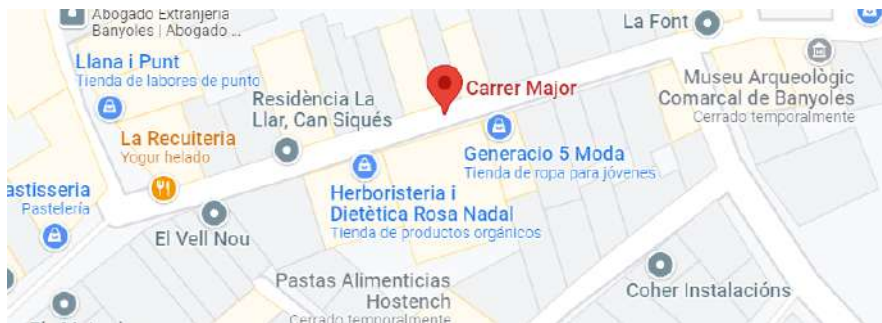 Abogado Extranjeria
Banyoles | Abogado ...
La Font
Llana i Punt
Tienda de labores de punto
Carrer Major
Museu Arqueològic
Comarcal de Banyoles
Cerrado temporalmente
Residència La
Llar, Can Siqués
La Recuiteria
Yogur helado
Generacio 5 Moda
Tienda de ropa para jóvenes
astisseria
Pastelería
Herboristeria i
Dietètica Rosa Nadal
Tienda de productos orgánicos
El Vell Nou
Pastas Alimenticias
Hostench
Cerrado temporalmente
Coher Instalacións